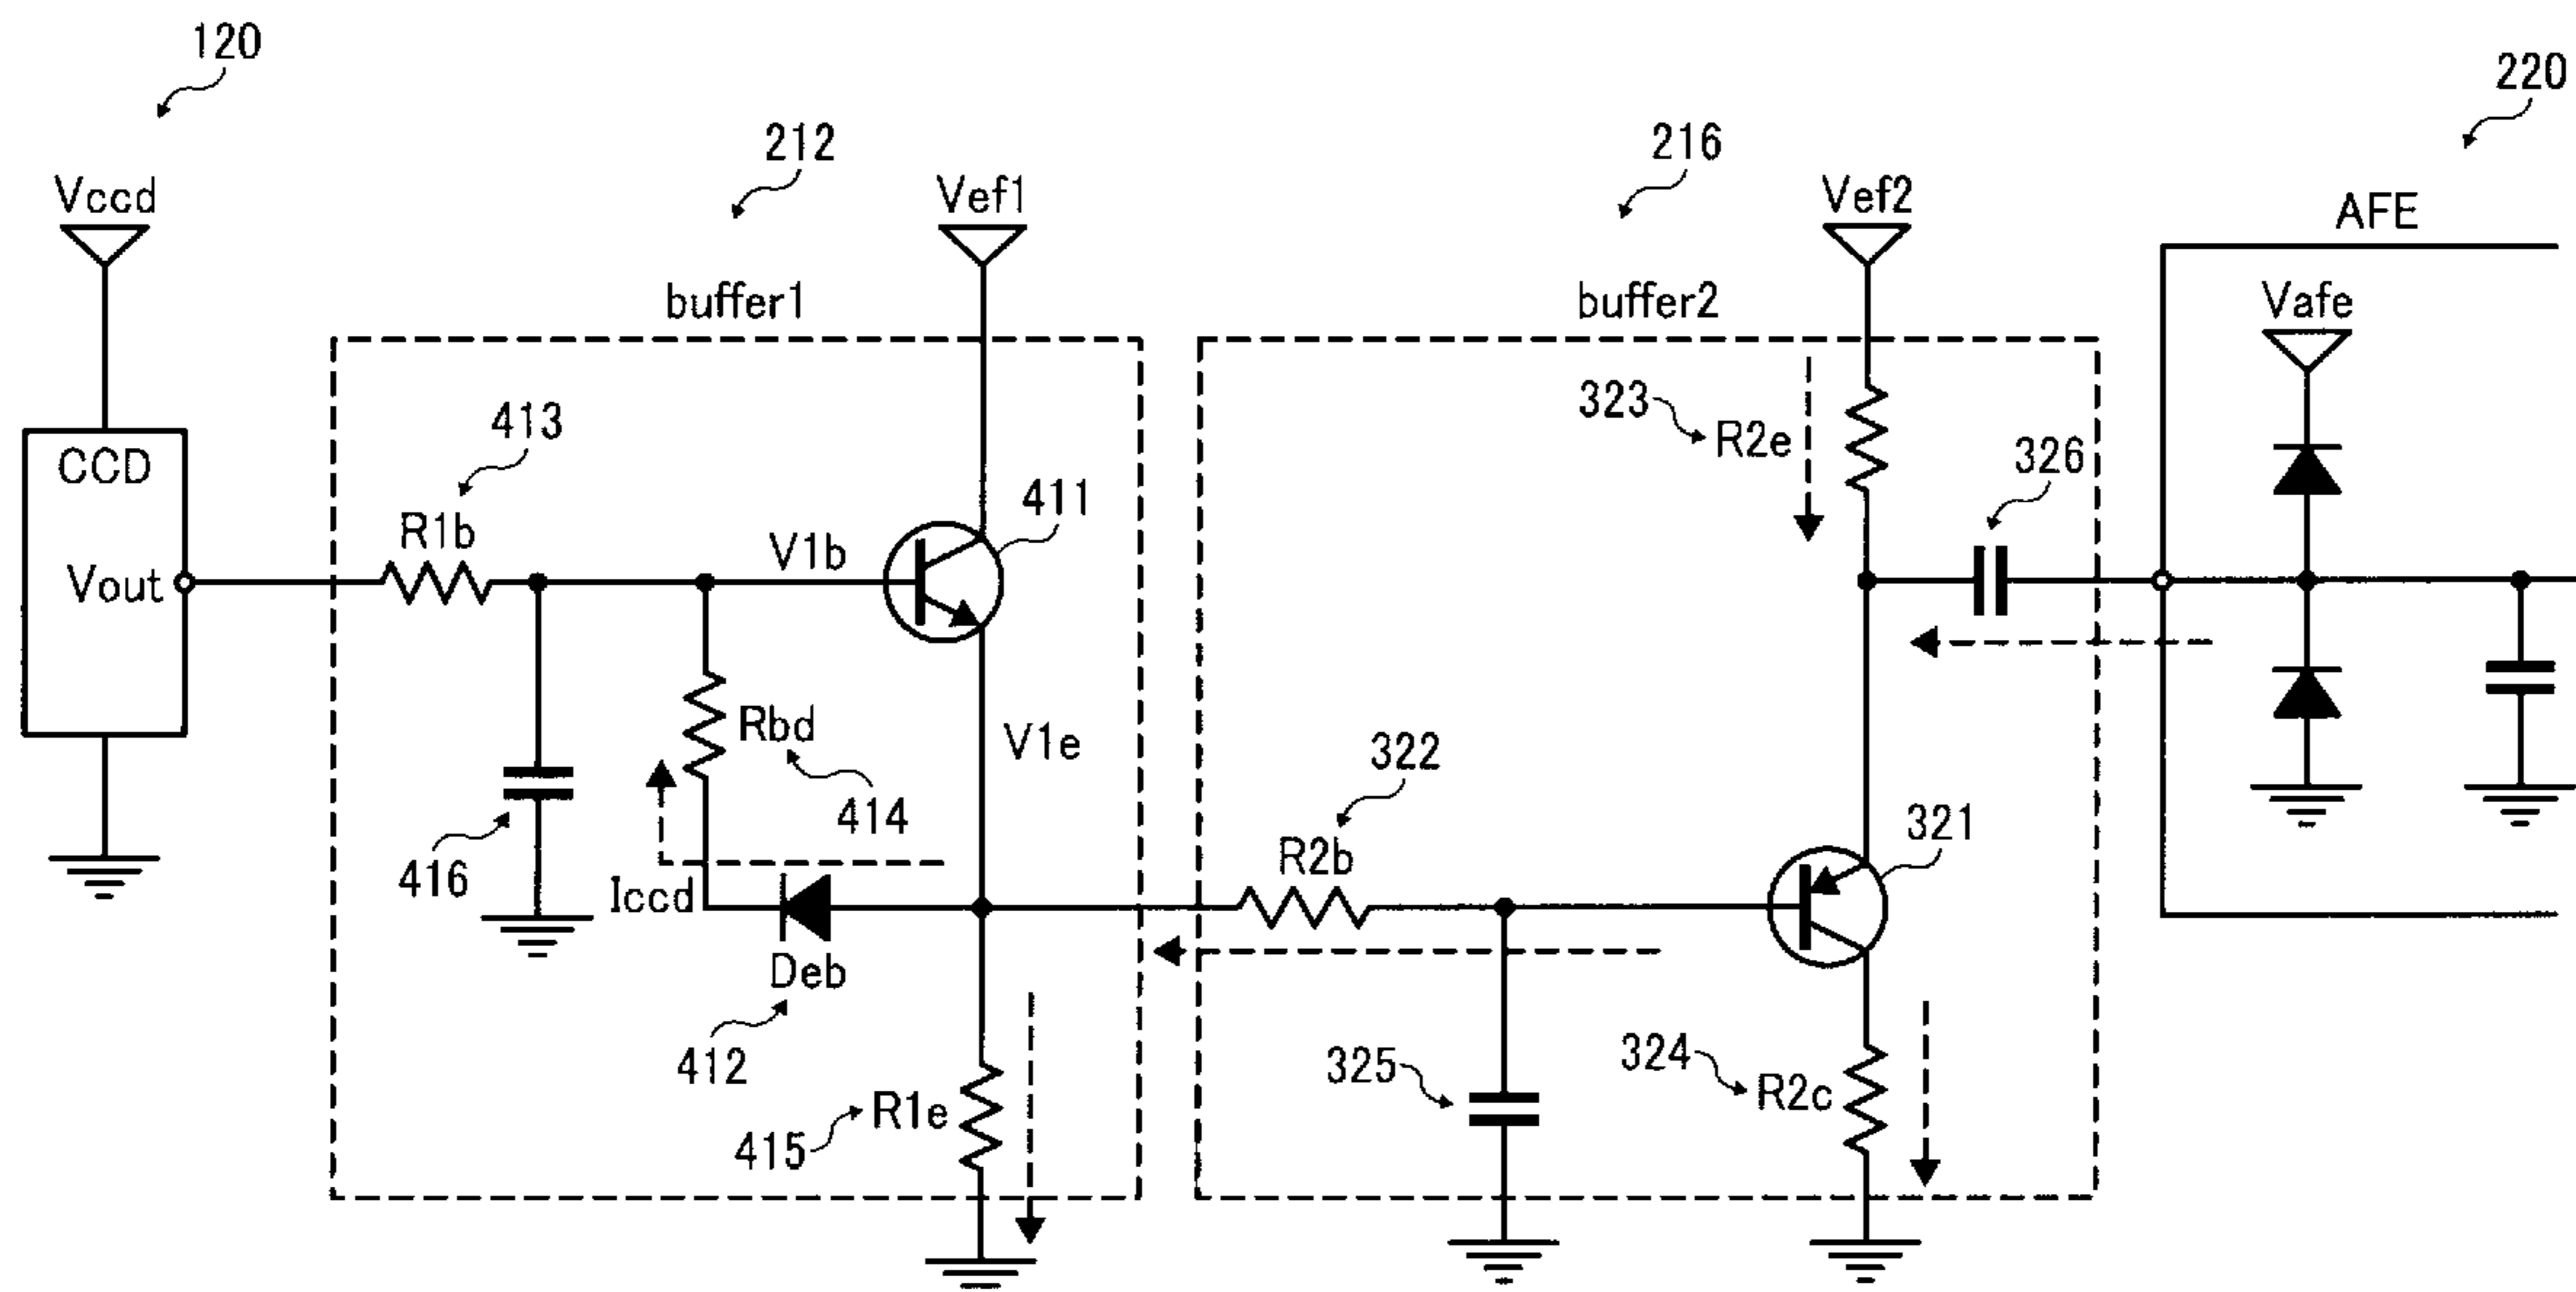 120
220
212
216
Vccd
Vef1
Vef2
AFE
buffer1
buffer2
Vafe
CCD
413
323
R2e
326
R1b
V1b
411
Vout
Rbd
V1e
322
414
321
416
Iccd
R2b
Deb
412
325
324
R2c
R1e
415